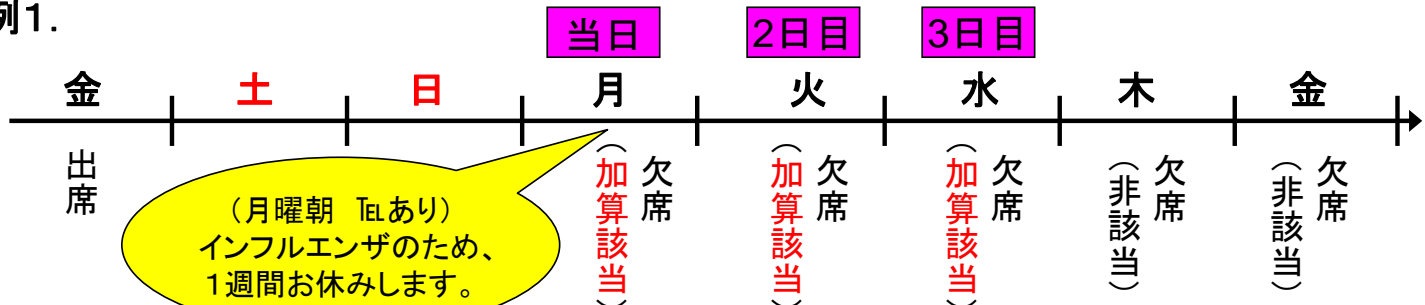 例1.
当日 2日目 3日目
金 土 日 月 火 水 木 金
出席
(月曜朝 ℡あり)
インフルエンザのため、
1週間お休みします。
欠席
(加算該当)
欠席
(加算該当)
欠席
(加算該当)
欠席
(非該当)
欠席
(非該当)